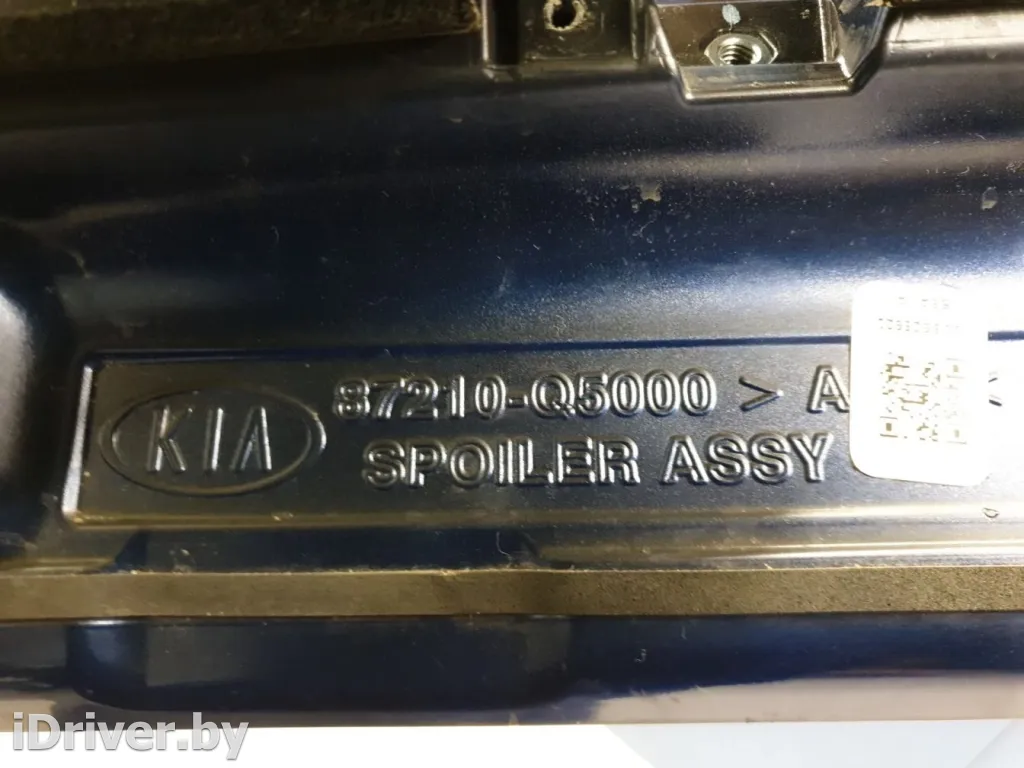 KIA
87210-Q5000 > A
SPOILER ASSY
iDriver.by